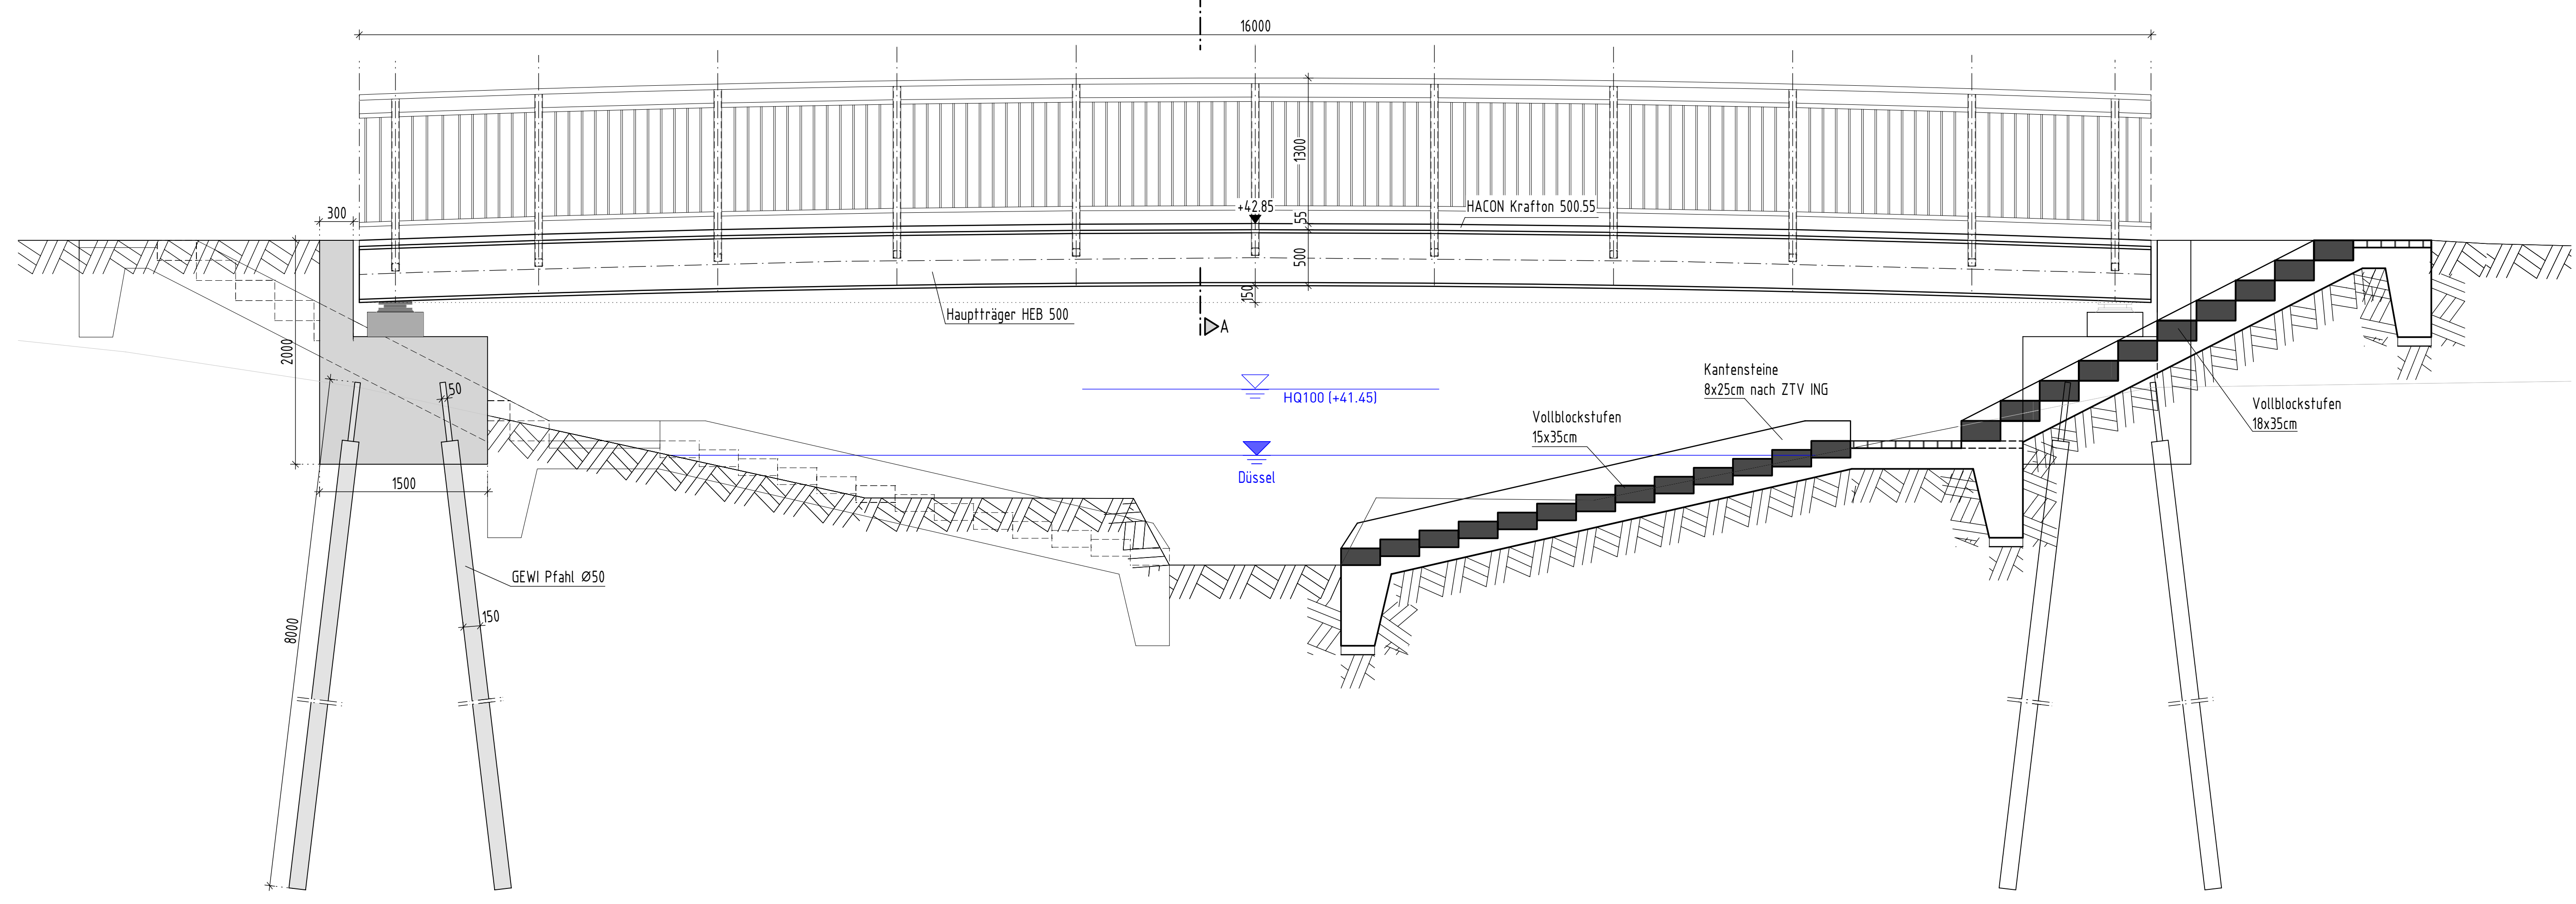 16000
1300
300
+42.85
55
HACON Krafton 500.55
500
150
Hauptträger HEB 500
A
2000
Kantensteine
8x25cm nach ZTV ING
50
HQ100 (+41.45)
Vollblockstufen
15x35cm
Vollblockstufen
18x35cm
Düssel
1500
GEWI Pfahl Ø50
150
8000